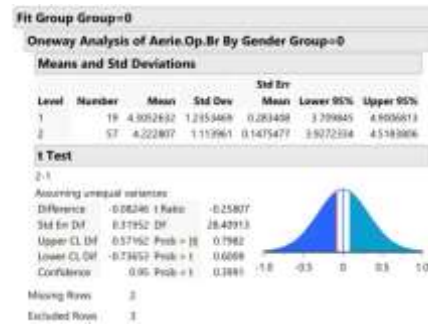 Fit Group Group=0
Oneway Analysis of Aerie.Op.Br By Gender Group=0
Means and Std Deviations
Std Err
Level Number Mean Std Dev Mean Lower 95% Upper 95%
1 19 4.3052632 1.2353469 0.283408 3.709845 4.9006813
2 57 4.222807 1.113961 0.1475477 3.9272334 4.5183806
t Test
2-1
Assuming unequal variances
Difference -0.08246 t Ratio -0.25807
Std Err Dif 0.31952 DF 28.40913
Upper CL Dif 0.57162 Prob > |t| 0.7982
Lower CL Dif -0.73653 Prob > t 0.6009
Confidence 0.95 Prob < t 0.3991
-1.0 -0.5 0 0.5 1.0
Missing Rows 2
Excluded Rows 3